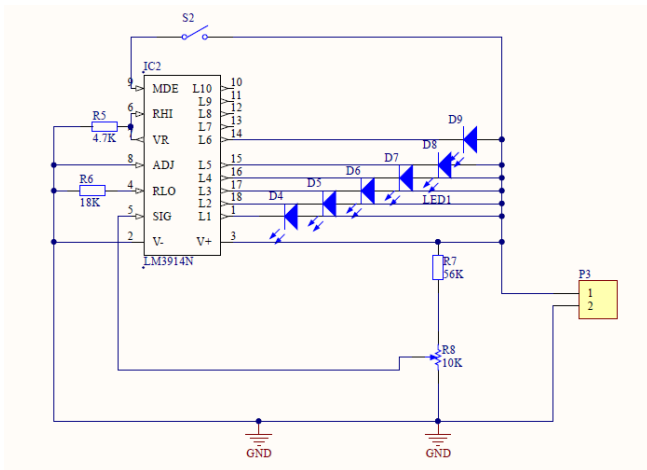 S2
IC2
9 MDE L10 10
L9 11
6 RHI L8 12
R5 L7 13
4.7K VR L6 14
D9
8 ADJ L5 15
D8
L4 16
D7
R6 4 RLO L3 17
18K L2 18
D6
D5
D4
LED1
5 SIG L1 1
2 V- V+ 3
LM3914N
R7
56K
P3
1
2
R8
10K
GND
GND